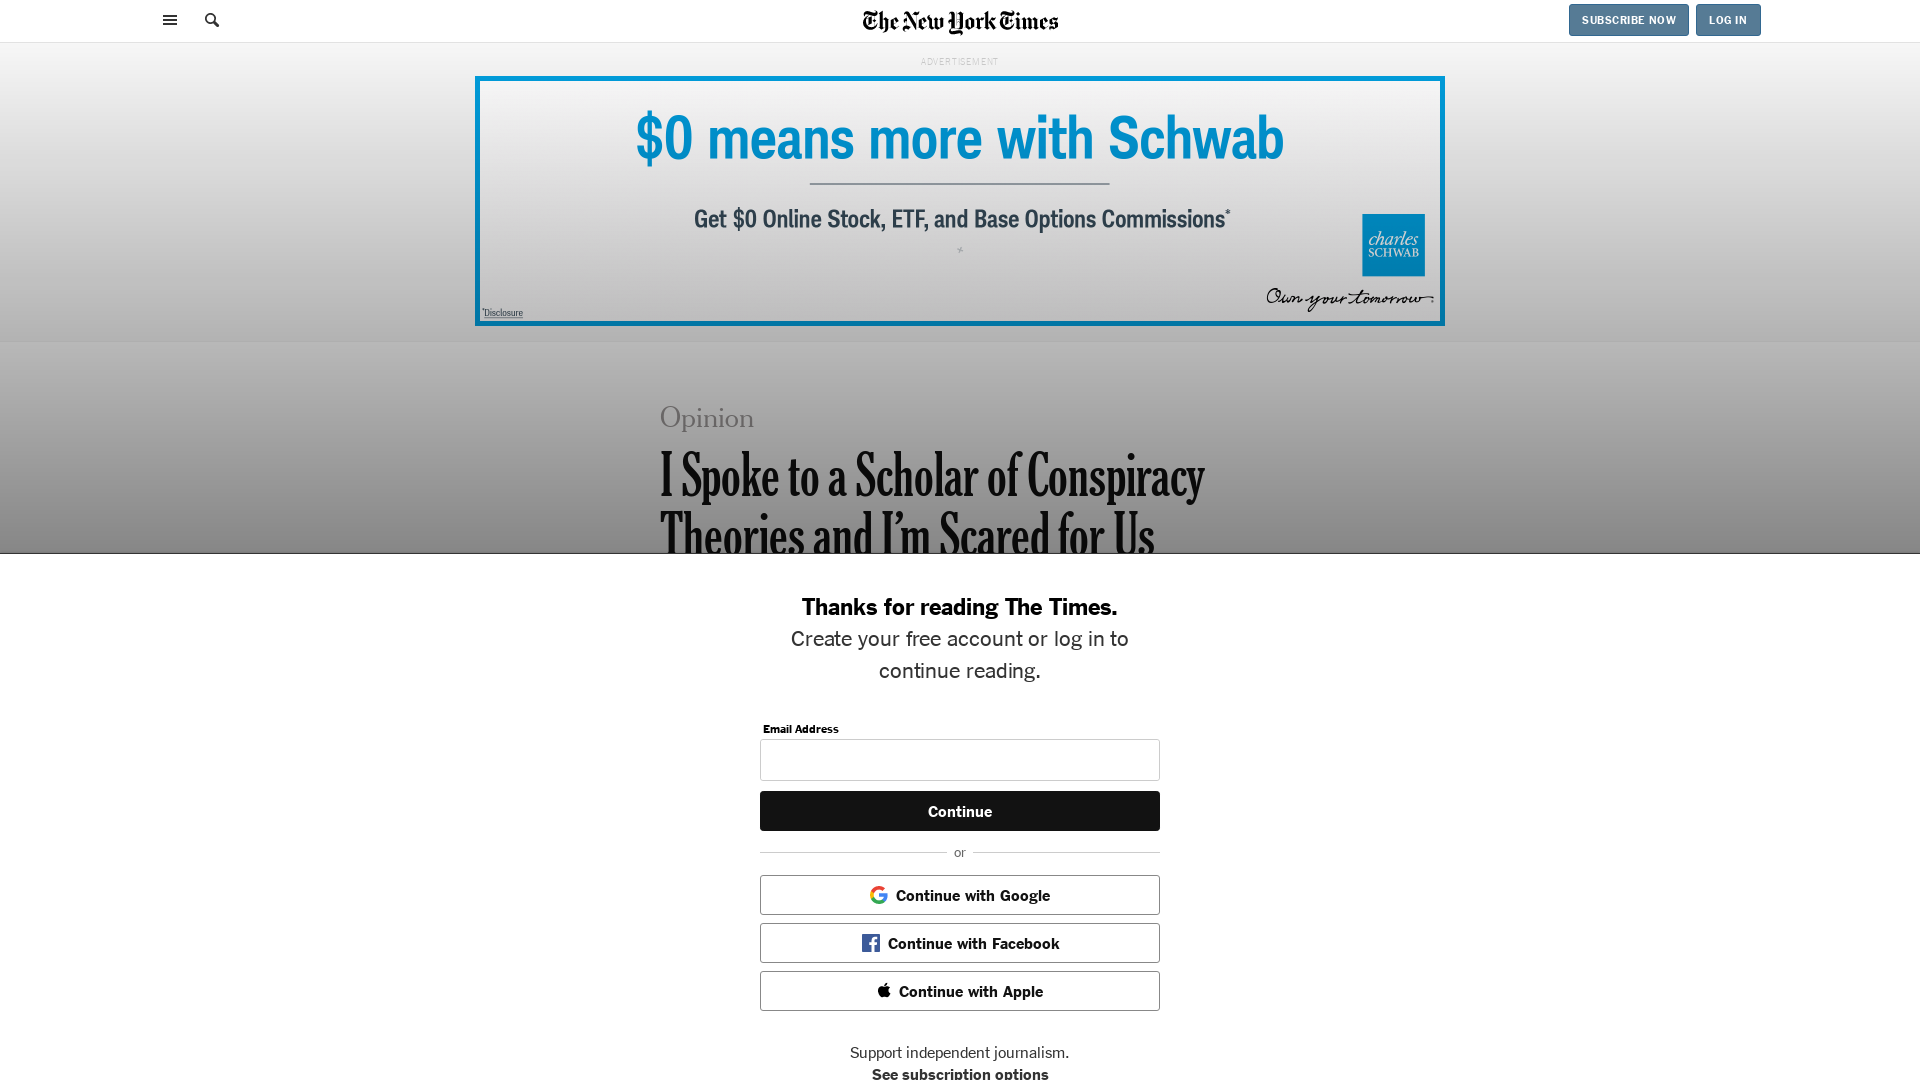 The New York Times
SUBSCRIBE NOW
LOG IN
ADVERTISEMENT
$0 means more with Schwab
Get $0 Online Stock, ETF, and Base Options Commissions*
charles
SCHWAB
Own your tomorrow
*Disclosure
Opinion
I Spoke to a Scholar of Conspiracy
Theories and I'm Scared for Us
Thanks for reading The Times.
Create your free account or log in to
continue reading.
Email Address
Continue
or
Continue with Google
Continue with Facebook
Continue with Apple
Support independent journalism.
See subscription options